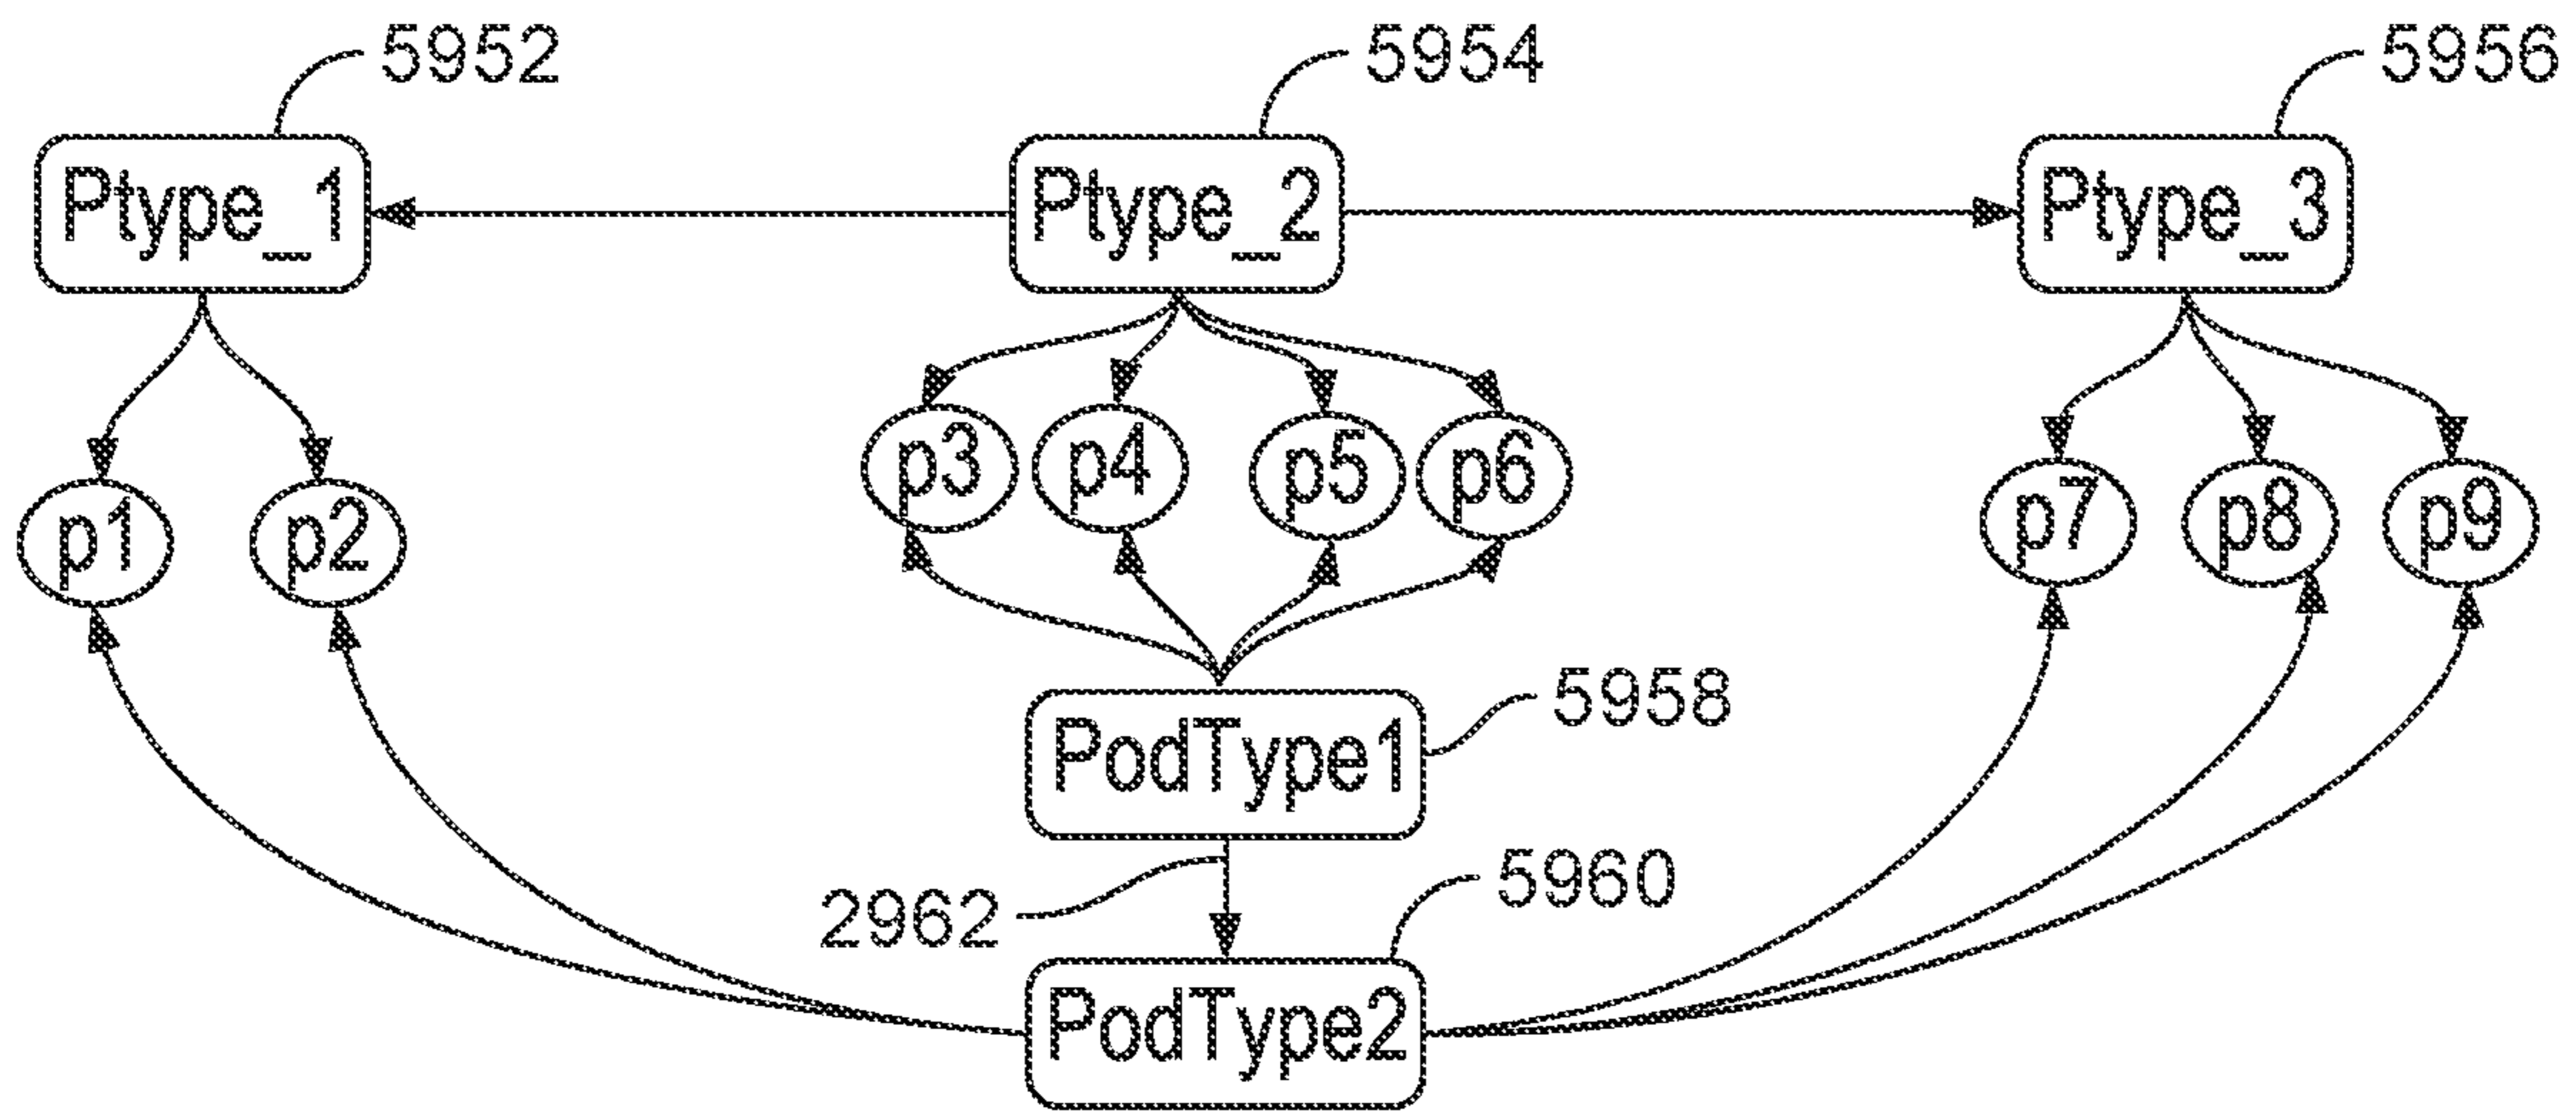 5952 5954 5956
Ptype_1 Ptype_2 Ptype_3
p3 p4 p5 p6
p1 p2 p7 p8 p9
5958
PodType1
5960
2962
PodType2